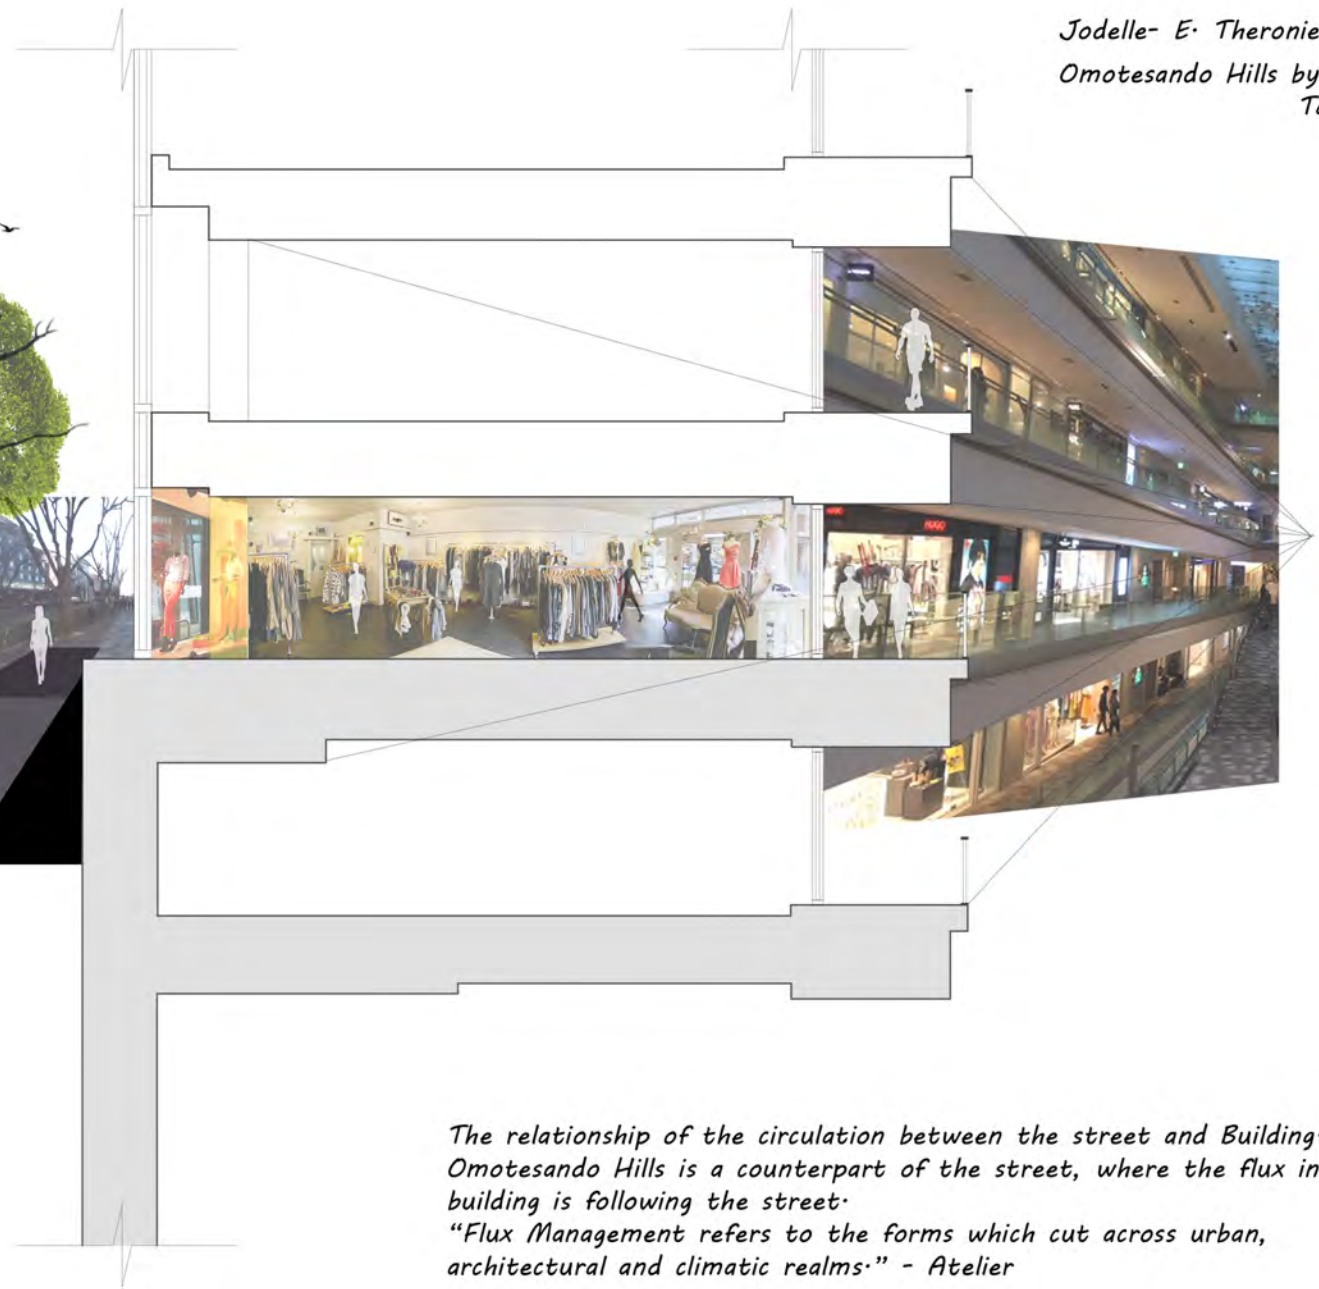 Jodelle- E. Theronie
Omotesando Hills by
HUGO
The relationship of the circulation between the street and Building.
Omotesando Hills is a counterpart of the street, where the flux in
building is following the street.
“Flux Management refers to the forms which cut across urban,
architectural and climatic realms.” - Atelier